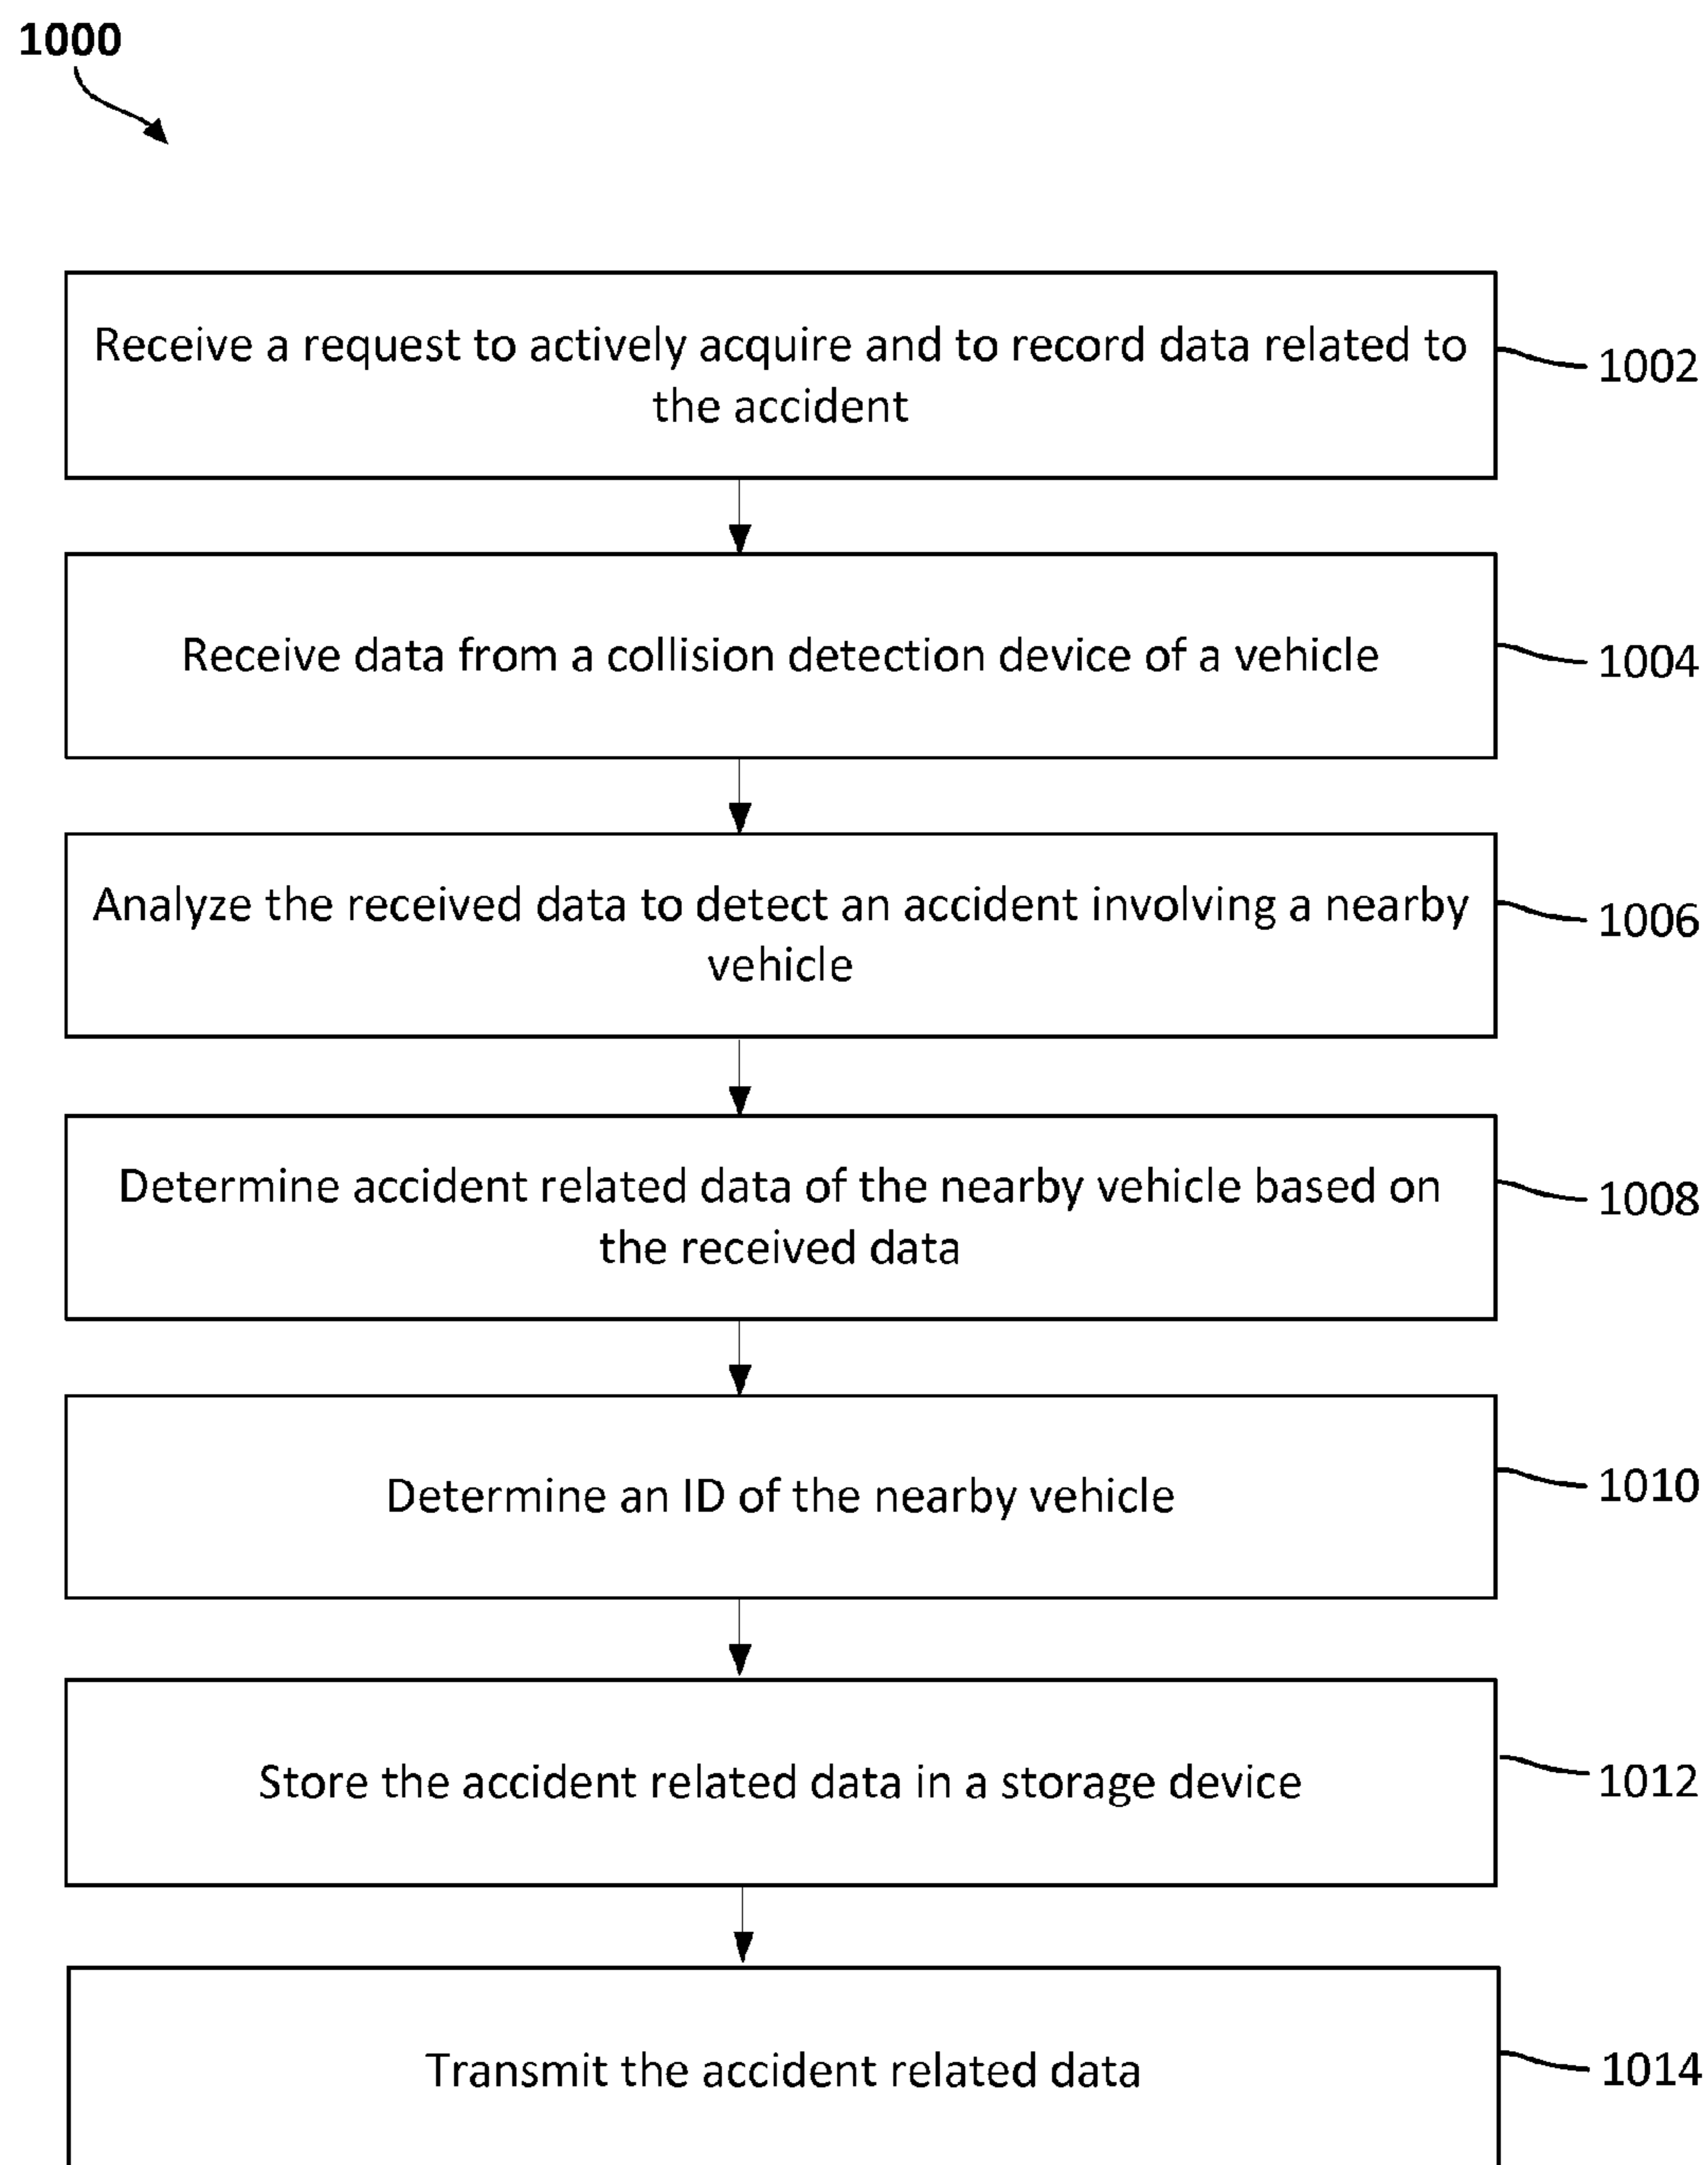 1000
Receive a request to actively acquire and to record data related to
the accident
1002
Receive data from a collision detection device of a vehicle
1004
Analyze the received data to detect an accident involving a nearby
vehicle
1006
Determine accident related data of the nearby vehicle based on
the received data
1008
Determine an ID of the nearby vehicle
1010
Store the accident related data in a storage device
1012
Transmit the accident related data
1014